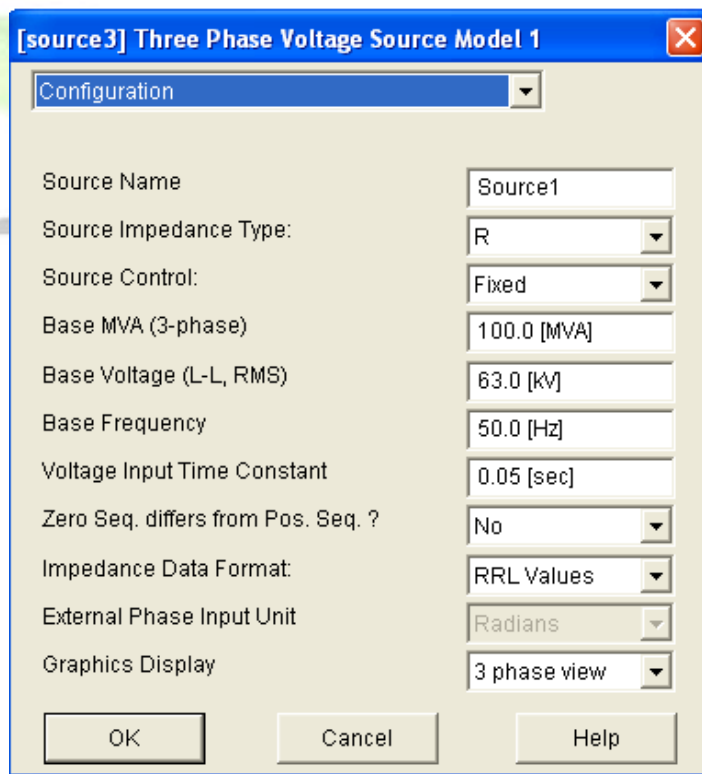 [source3] Three Phase Voltage Source Model 1
Configuration
Source Name Source1
Source Impedance Type: R
Source Control: Fixed
Base MVA (3-phase) 100.0 [MVA]
Base Voltage (L-L, RMS) 63.0 [kV]
Base Frequency 50.0 [Hz]
Voltage Input Time Constant 0.05 [sec]
Zero Seq. differs from Pos. Seq. ? No
Impedance Data Format: RRL Values
External Phase Input Unit Radians
Graphics Display 3 phase view
OK Cancel Help